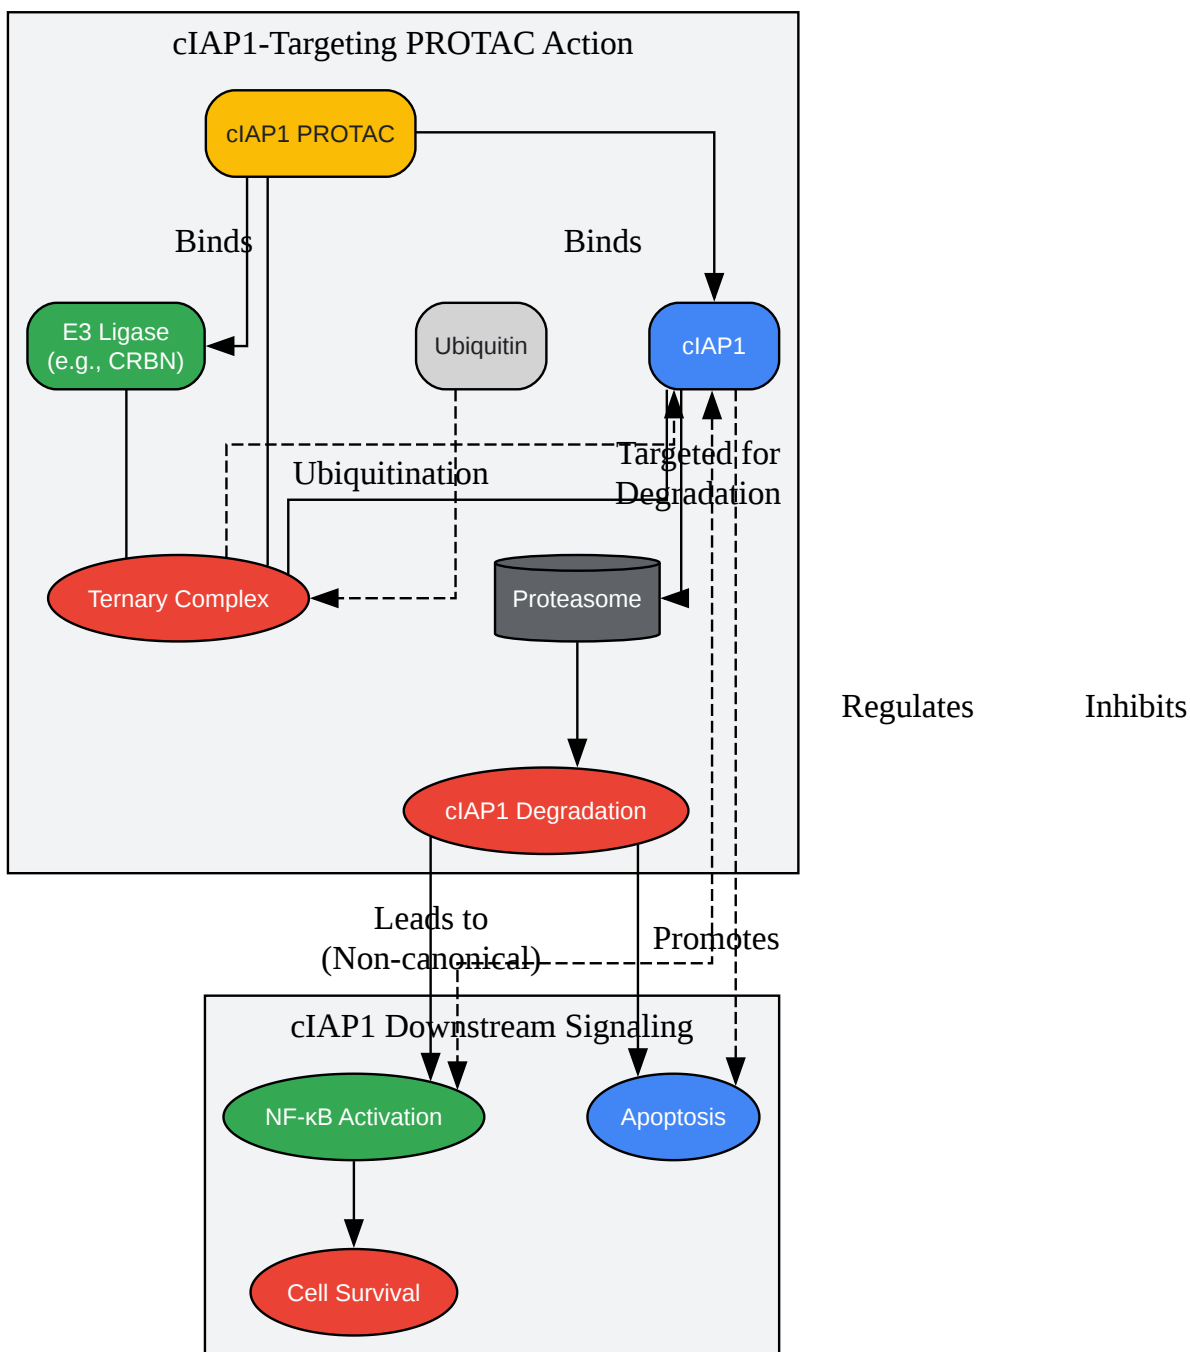 cIAP1-Targeting PROTAC Action
cIAP1 PROTAC
Binds
Binds
E3 Ligase
(e.g., CRBN)
Ubiquitin
cIAP1
Ubiquitination
Targeted for
Degradation
Ternary Complex
Proteasome
Regulates
Inhibits
cIAP1 Degradation
Leads to
(Non-canonical)
Promotes
cIAP1 Downstream Signaling
NF-κB Activation
Apoptosis
Cell Survival